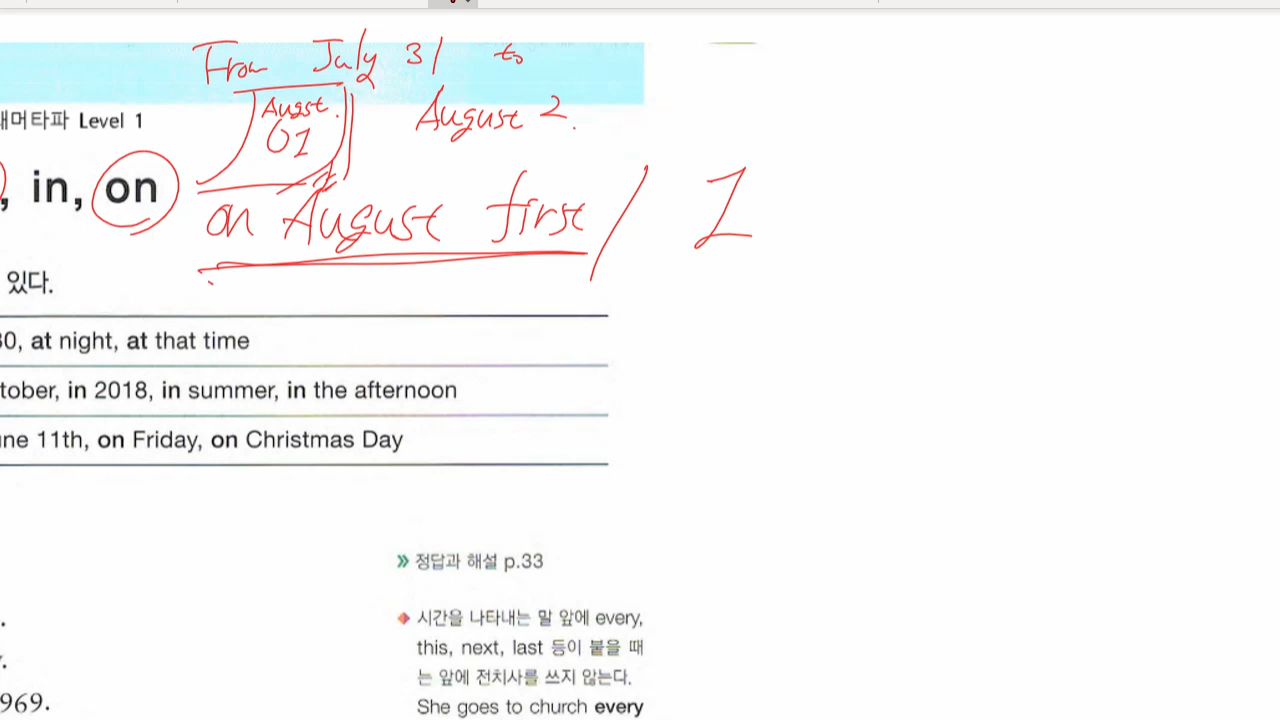 From July 31 to
August 2.
Augst.
01
래머타파 Level 1
, in, on
on August first / 1
있다.
30, at night, at that time
tober, in 2018, in summer, in the afternoon
une 11th, on Friday, on Christmas Day
» 정답과 해설 p.33
시간을 나타내는 말 앞에 every,
this, next, last 등이 붙을 때
는 앞에 전치사를 쓰지 않는다.
She goes to church every
969.